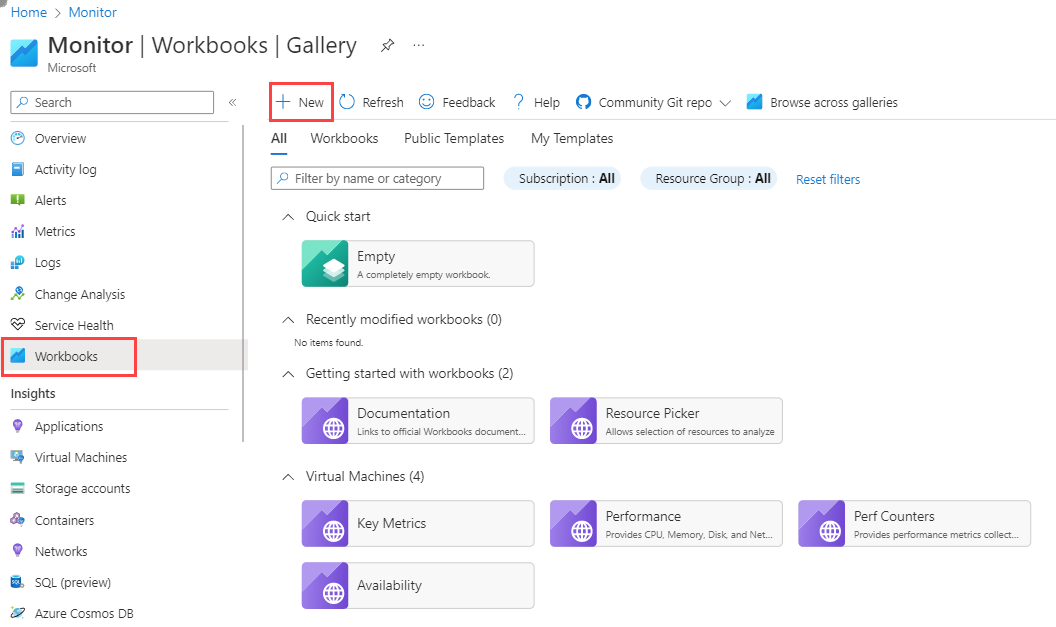 Home > Monitor
Monitor | Workbooks | Gallery ...
Microsoft
Search «
New Refresh Feedback ? Help Community Git repo Browse across galleries
Overview
Activity log
Alerts
Metrics
Logs
Change Analysis
Service Health
Workbooks
Insights
Applications
Virtual Machines
Storage accounts
Containers
Networks
SQL (preview)
Azure Cosmos DB
All Workbooks Public Templates My Templates
Filter by name or category Subscription : All Resource Group : All Reset filters
Quick start
Empty
A completely empty workbook.
Recently modified workbooks (0)
No items found.
Getting started with workbooks (2)
Documentation
Links to official Workbooks document...
Resource Picker
Allows selection of resources to analyze
Virtual Machines (4)
Key Metrics
Performance
Provides CPU, Memory, Disk, and Net...
Perf Counters
Provides performance metrics collect...
Availability